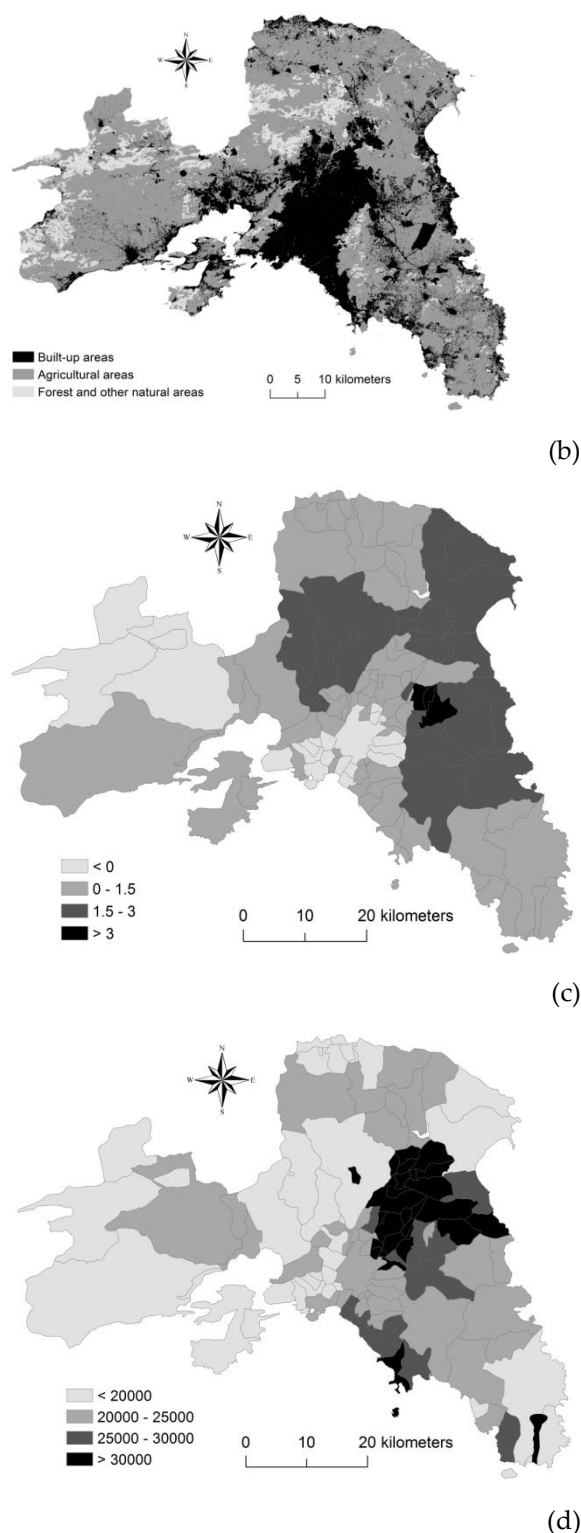 N
W E
S
Built-up areas
Agricultural areas
Forest and other natural areas
0 5 10 kilometers
(b)
N
W E
S
< 0
0 - 1.5
1.5 - 3
> 3
0 10 20 kilometers
(c)
N
W E
S
< 20000
20000 - 25000
25000 - 30000
> 30000
0 10 20 kilometers
(d)